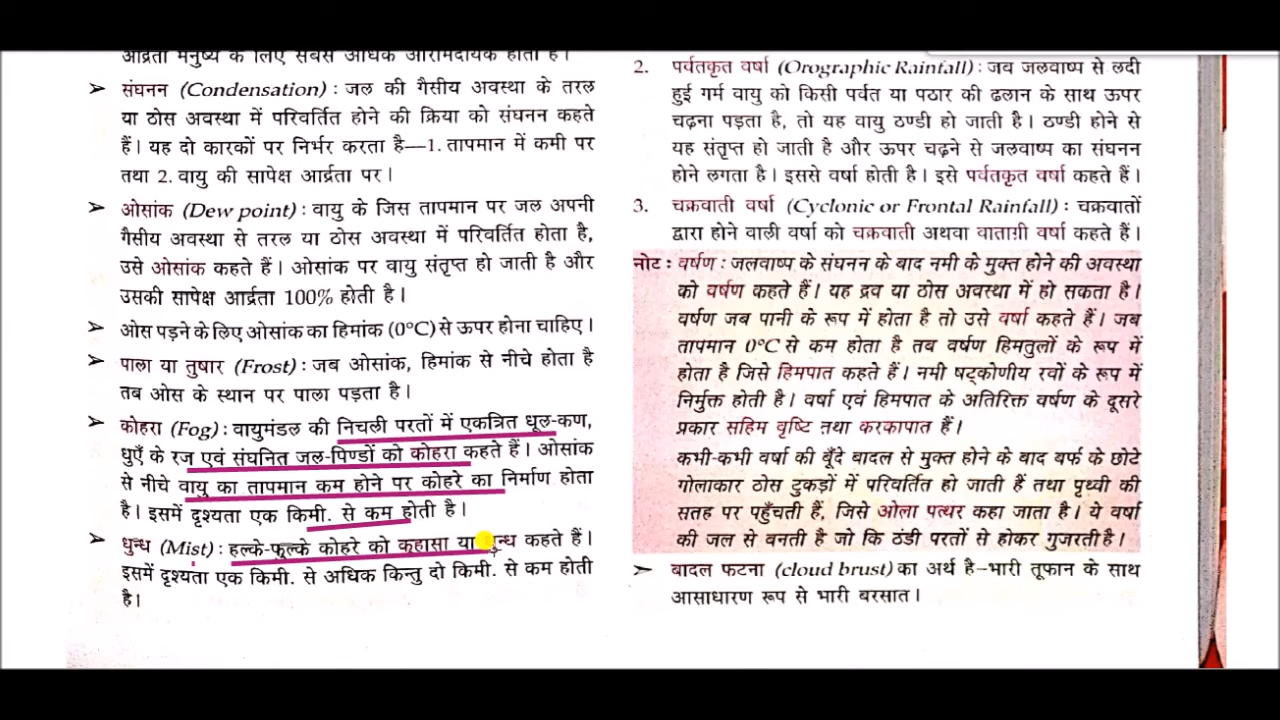 आर्द्रता मनुष्य के लिए सबसे अधिक आरामदायक होती है।
➢ संघनन (Condensation) : जल की गैसीय अवस्था के तरल
या ठोस अवस्था में परिवर्तित होने की क्रिया को संघनन कहते
हैं। यह दो कारकों पर निर्भर करता है—1. तापमान में कमी पर
तथा 2. वायु की सापेक्ष आर्द्रता पर।
➢ ओसांक (Dew point) : वायु के जिस तापमान पर जल अपनी
गैसीय अवस्था से तरल या ठोस अवस्था में परिवर्तित होता है,
उसे ओसांक कहते हैं। ओसांक पर वायु संतृप्त हो जाती है और
उसकी सापेक्ष आर्द्रता 100% होती है।
➢ ओस पड़ने के लिए ओसांक का हिमांक (0°C) से ऊपर होना चाहिए।
➢ पाला या तुषार (Frost) : जब ओसांक, हिमांक से नीचे होता है
तब ओस के स्थान पर पाला पड़ता है।
➢ कोहरा (Fog) : वायुमंडल की निचली परतों में एकत्रित धूल-कण,
धुएँ के रज एवं संघनित जल-पिण्डों को कोहरा कहते हैं। ओसांक
से नीचे वायु का तापमान कम होने पर कोहरे का निर्माण होता
है। इसमें दृश्यता एक किमी. से कम होती है।
➢ धुन्ध (Mist) : हल्के-फूल्के कोहरे को कुहासा या धुन्ध कहते हैं।
इसमें दृश्यता एक किमी. से अधिक किन्तु दो किमी. से कम होती
है।
2. पर्वतकृत वर्षा (Orographic Rainfall) : जब जलवाष्प से लदी
हुई गर्म वायु को किसी पर्वत या पठार की ढलान के साथ ऊपर
चढ़ना पड़ता है, तो यह वायु ठण्डी हो जाती है। ठण्डी होने से
यह संतृप्त हो जाती है और ऊपर चढ़ने से जलवाष्प का संघनन
होने लगता है। इससे वर्षा होती है। इसे पर्वतकृत वर्षा कहते हैं।
3. चक्रवाती वर्षा (Cyclonic or Frontal Rainfall) : चक्रवातों
द्वारा होने वाली वर्षा को चक्रवाती अथवा वाताग्री वर्षा कहते हैं।
नोट : वर्षण : जलवाष्प के संघनन के बाद नमी के मुक्त होने की अवस्था
को वर्षण कहते हैं। यह द्रव या ठोस अवस्था में हो सकता है।
वर्षण जब पानी के रूप में होता है तो उसे वर्षा कहते हैं। जब
तापमान 0°C से कम होता है तब वर्षण हिमतुलों के रूप में
होता है जिसे हिमपात कहते हैं। नमी षट्कोणीय रवों के रूप में
निर्मुक्त होती है। वर्षा एवं हिमपात के अतिरिक्त वर्षण के दूसरे
प्रकार सहिम वृष्टि तथा करकापात हैं।
कभी-कभी वर्षा की बूँदे बादल से मुक्त होने के बाद बर्फ के छोटे
गोलाकार ठोस टुकड़ों में परिवर्तित हो जाती हैं तथा पृथ्वी की
सतह पर पहुँचती हैं, जिसे ओला पत्थर कहा जाता है। ये वर्षा
की जल से बनती है जो कि ठंडी परतों से होकर गुजरती है।
➢ बादल फटना (cloud brust) का अर्थ है–भारी तूफान के साथ
आसाधारण रूप से भारी बरसात।